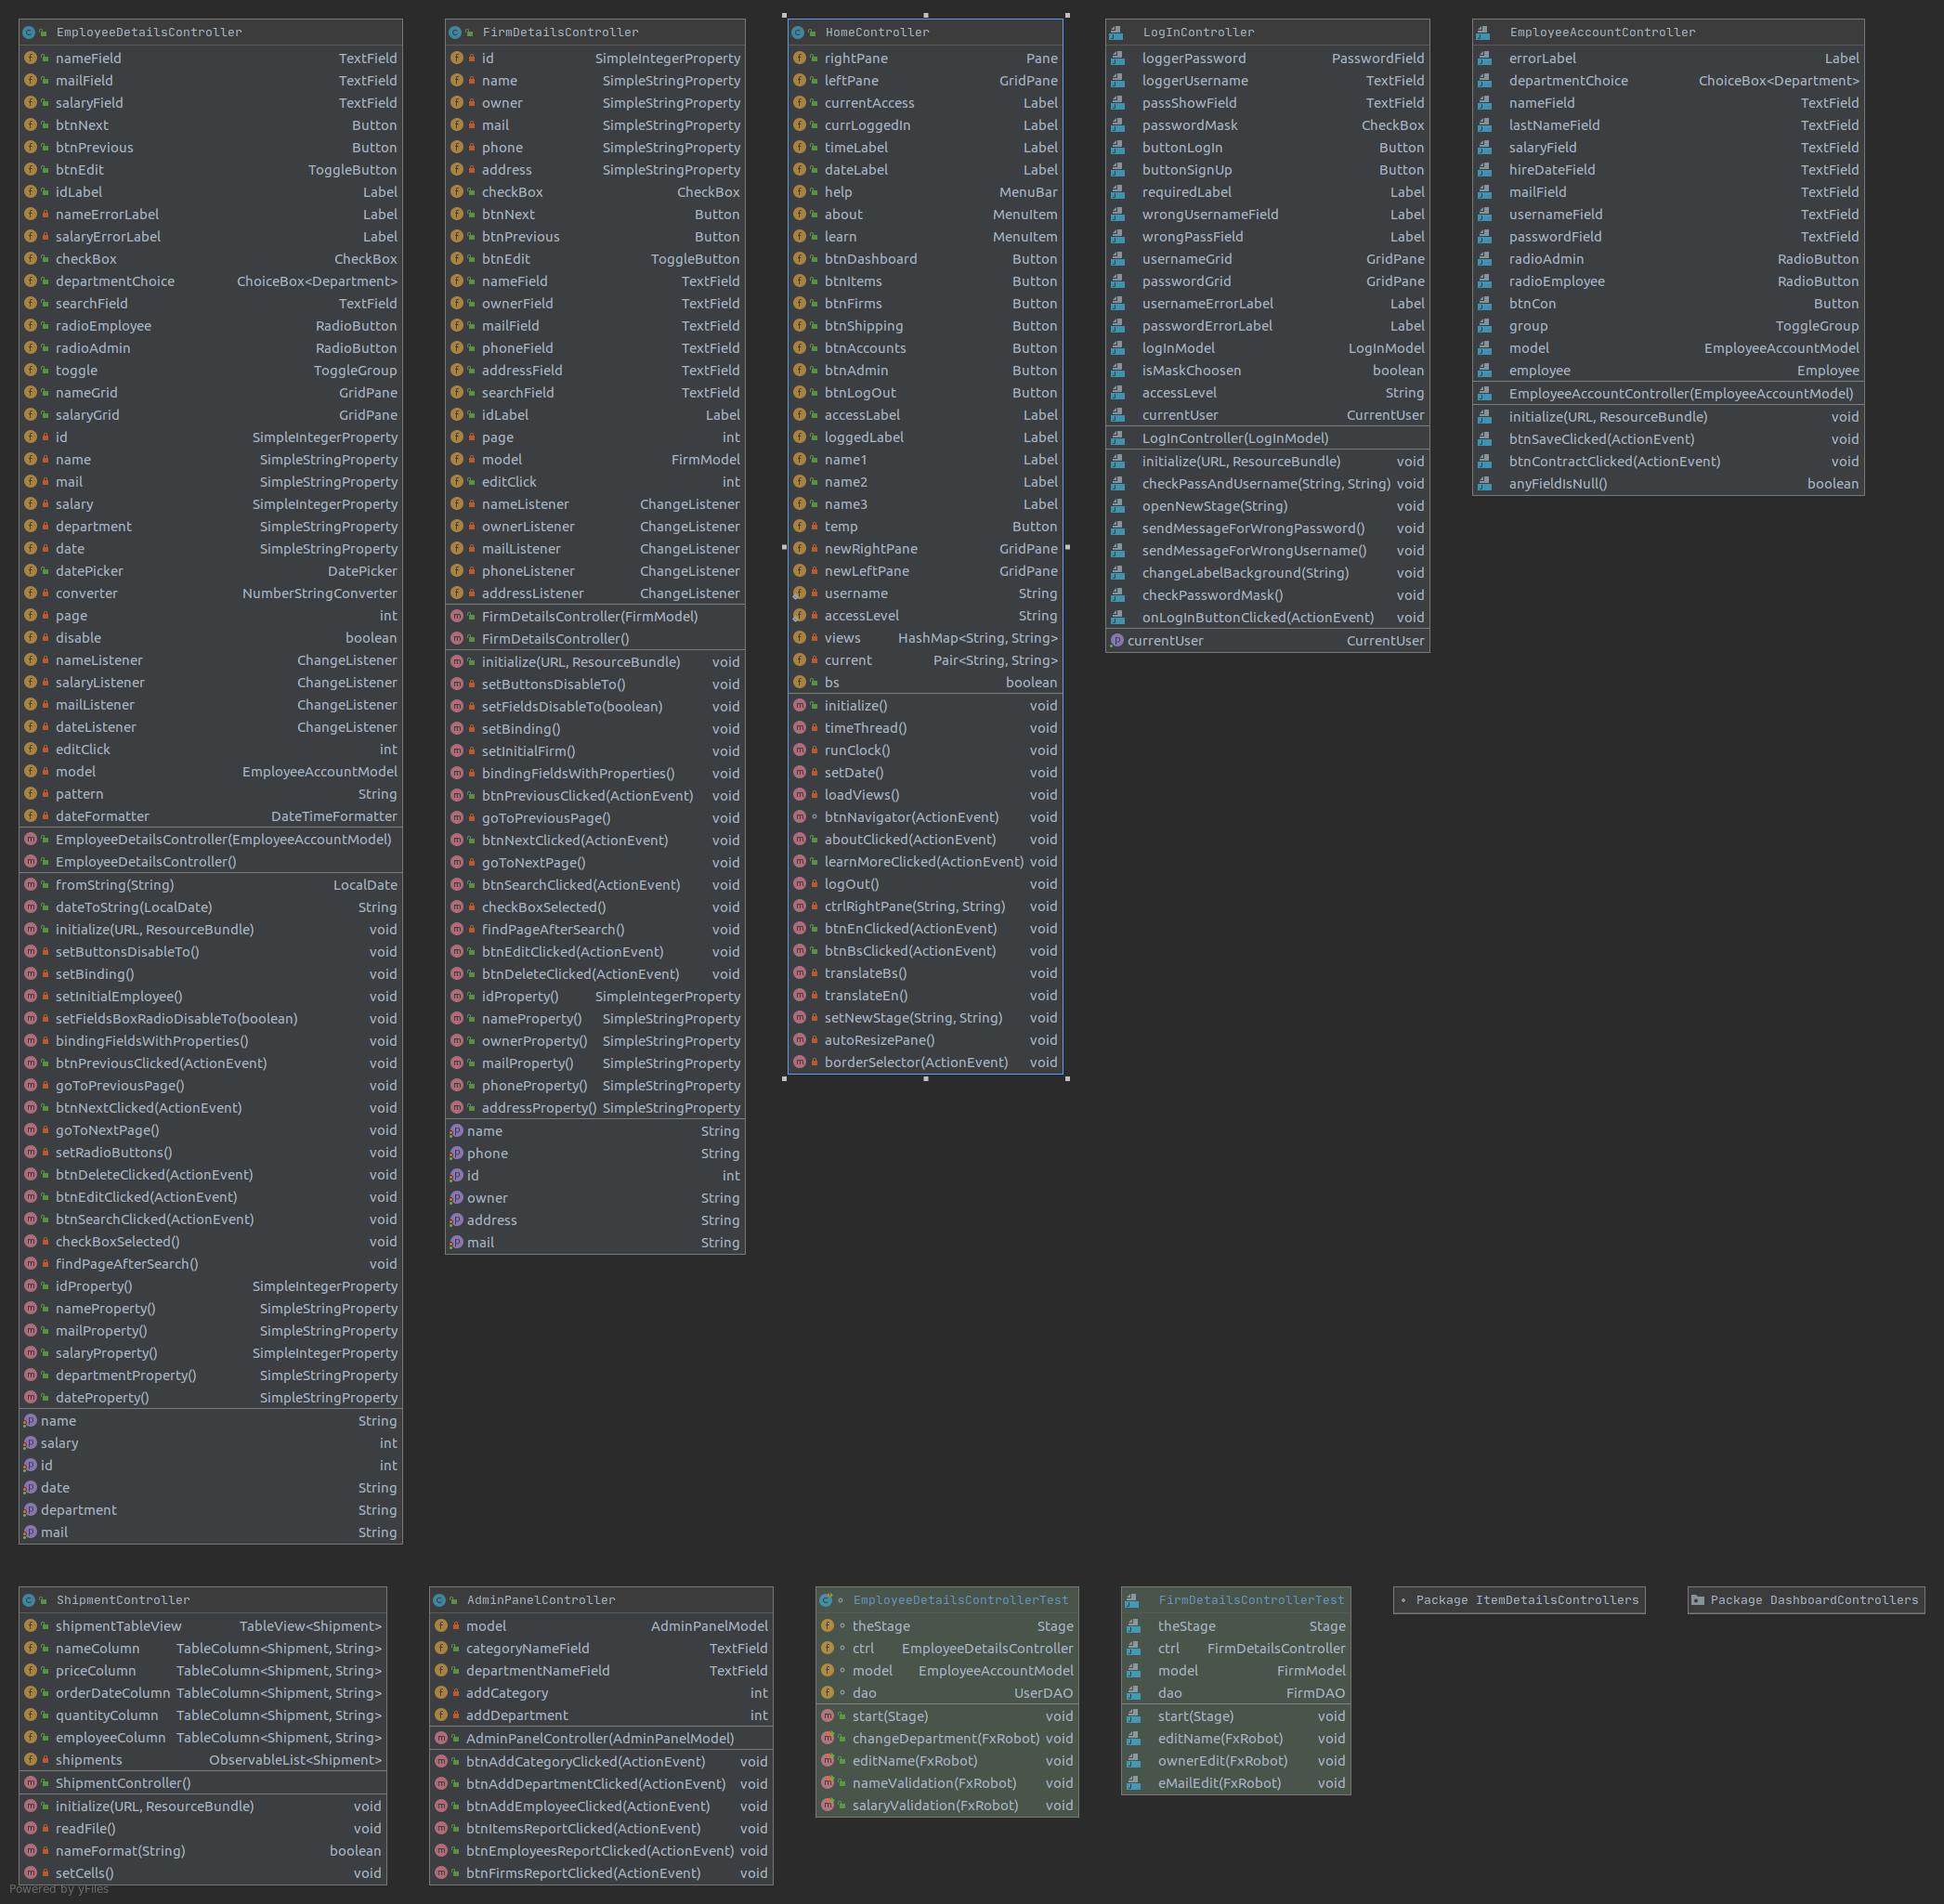 EmployeeDetailsController
nameField TextField
mailField TextField
salaryField TextField
btnNext Button
btnPrevious Button
btnEdit ToggleButton
idLabel Label
nameErrorLabel Label
salaryErrorLabel Label
checkBox CheckBox
departmentChoice ChoiceBox<Department>
searchField TextField
radioEmployee RadioButton
radioAdmin RadioButton
toggle ToggleGroup
nameGrid GridPane
salaryGrid GridPane
id SimpleIntegerProperty
name SimpleStringProperty
mail SimpleStringProperty
salary SimpleIntegerProperty
department SimpleStringProperty
date SimpleStringProperty
datePicker DatePicker
converter NumberStringConverter
page int
disable boolean
nameListener ChangeListener
salaryListener ChangeListener
mailListener ChangeListener
dateListener ChangeListener
editClick int
model EmployeeAccountModel
pattern String
dateFormatter DateTimeFormatter
EmployeeDetailsController(EmployeeAccountModel)
EmployeeDetailsController()
fromString(String) LocalDate
dateToString(LocalDate) String
initialize(URL, ResourceBundle) void
setButtonsDisableTo() void
setBinding() void
setInitialEmployee() void
setFieldsBoxRadioDisableTo(boolean) void
bindingFieldsWithProperties() void
btnPreviousClicked(ActionEvent) void
goToPreviousPage() void
btnNextClicked(ActionEvent) void
goToNextPage() void
setRadioButtons() void
btnDeleteClicked(ActionEvent) void
btnEditClicked(ActionEvent) void
btnSearchClicked(ActionEvent) void
checkBoxSelected() void
findPageAfterSearch() void
idProperty() SimpleIntegerProperty
nameProperty() SimpleStringProperty
mailProperty() SimpleStringProperty
salaryProperty() SimpleIntegerProperty
departmentProperty() SimpleStringProperty
dateProperty() SimpleStringProperty
name String
salary int
id int
date String
department String
mail String
FirmDetailsController
id SimpleIntegerProperty
name SimpleStringProperty
owner SimpleStringProperty
mail SimpleStringProperty
phone SimpleStringProperty
address SimpleStringProperty
checkBox CheckBox
btnNext Button
btnPrevious Button
btnEdit ToggleButton
nameField TextField
ownerField TextField
mailField TextField
phoneField TextField
addressField TextField
searchField TextField
idLabel Label
page int
model FirmModel
editClick int
nameListener ChangeListener
ownerListener ChangeListener
mailListener ChangeListener
phoneListener ChangeListener
addressListener ChangeListener
FirmDetailsController(FirmModel)
FirmDetailsController()
initialize(URL, ResourceBundle) void
setButtonsDisableTo() void
setFieldsDisableTo(boolean) void
setBinding() void
setInitialFirm() void
bindingFieldsWithProperties() void
btnPreviousClicked(ActionEvent) void
goToPreviousPage() void
btnNextClicked(ActionEvent) void
goToNextPage() void
btnSearchClicked(ActionEvent) void
checkBoxSelected() void
findPageAfterSearch() void
btnEditClicked(ActionEvent) void
btnDeleteClicked(ActionEvent) void
idProperty() SimpleIntegerProperty
nameProperty() SimpleStringProperty
ownerProperty() SimpleStringProperty
mailProperty() SimpleStringProperty
phoneProperty() SimpleStringProperty
addressProperty() SimpleStringProperty
name String
phone String
id int
owner String
address String
mail String
HomeController
rightPane Pane
leftPane GridPane
currentAccess Label
currLoggedIn Label
timeLabel Label
dateLabel Label
help MenuBar
about MenuItem
learn MenuItem
btnDashboard Button
btnItems Button
btnFirms Button
btnShipping Button
btnAccounts Button
btnAdmin Button
btnLogOut Button
accessLabel Label
loggedLabel Label
name1 Label
name2 Label
name3 Label
temp Button
newRightPane GridPane
newLeftPane GridPane
username String
accessLevel String
views HashMap<String, String>
current Pair<String, String>
bs boolean
initialize() void
timeThread() void
runClock() void
setDate() void
loadViews() void
btnNavigator(ActionEvent) void
aboutClicked(ActionEvent) void
learnMoreClicked(ActionEvent) void
logOut() void
ctrlRightPane(String, String) void
btnEnClicked(ActionEvent) void
btnBsClicked(ActionEvent) void
translateBs() void
translateEn() void
setNewStage(String, String) void
autoResizePane() void
borderSelector(ActionEvent) void
LogInController
loggerPassword PasswordField
loggerUsername TextField
passShowField TextField
passwordMask CheckBox
buttonLogIn Button
buttonSignUp Button
requiredLabel Label
wrongUsernameField Label
wrongPassField Label
usernameGrid GridPane
passwordGrid GridPane
usernameErrorLabel Label
passwordErrorLabel Label
logInModel LogInModel
isMaskChoosen boolean
accessLevel String
currentUser CurrentUser
LogInController(LogInModel)
initialize(URL, ResourceBundle) void
checkPassAndUsername(String, String) void
openNewStage(String) void
sendMessageForWrongPassword() void
sendMessageForWrongUsername() void
changeLabelBackground(String) void
checkPasswordMask() void
onLogInButtonClicked(ActionEvent) void
currentUser CurrentUser
EmployeeAccountController
errorLabel Label
departmentChoice ChoiceBox<Department>
nameField TextField
lastNameField TextField
salaryField TextField
hireDateField TextField
mailField TextField
usernameField TextField
passwordField TextField
radioAdmin RadioButton
radioEmployee RadioButton
btnCon Button
group ToggleGroup
model EmployeeAccountModel
employee Employee
EmployeeAccountController(EmployeeAccountModel)
initialize(URL, ResourceBundle) void
btnSaveClicked(ActionEvent) void
btnContractClicked(ActionEvent) void
anyFieldIsNull() boolean
ShipmentController
shipmentTableView TableView<Shipment>
nameColumn TableColumn<Shipment, String>
priceColumn TableColumn<Shipment, String>
orderDateColumn TableColumn<Shipment, String>
quantityColumn TableColumn<Shipment, String>
employeeColumn TableColumn<Shipment, String>
shipments ObservableList<Shipment>
ShipmentController()
initialize(URL, ResourceBundle) void
readFile() void
nameFormat(String) boolean
setCells() void
Powered by yFiles
AdminPanelController
model AdminPanelModel
categoryNameField TextField
departmentNameField TextField
addCategory int
addDepartment int
AdminPanelController(AdminPanelModel)
btnAddCategoryClicked(ActionEvent) void
btnAddDepartmentClicked(ActionEvent) void
btnAddEmployeeClicked(ActionEvent) void
btnItemsReportClicked(ActionEvent) void
btnEmployeesReportClicked(ActionEvent) void
btnFirmsReportClicked(ActionEvent) void
EmployeeDetailsControllerTest
theStage Stage
ctrl EmployeeDetailsController
model EmployeeAccountModel
dao UserDAO
start(Stage) void
changeDepartment(FxRobot) void
editName(FxRobot) void
nameValidation(FxRobot) void
salaryValidation(FxRobot) void
FirmDetailsControllerTest
theStage Stage
ctrl FirmDetailsController
model FirmModel
dao FirmDAO
start(Stage) void
editName(FxRobot) void
ownerEdit(FxRobot) void
eMailEdit(FxRobot) void
Package ItemDetailsControllers
Package DashboardControllers